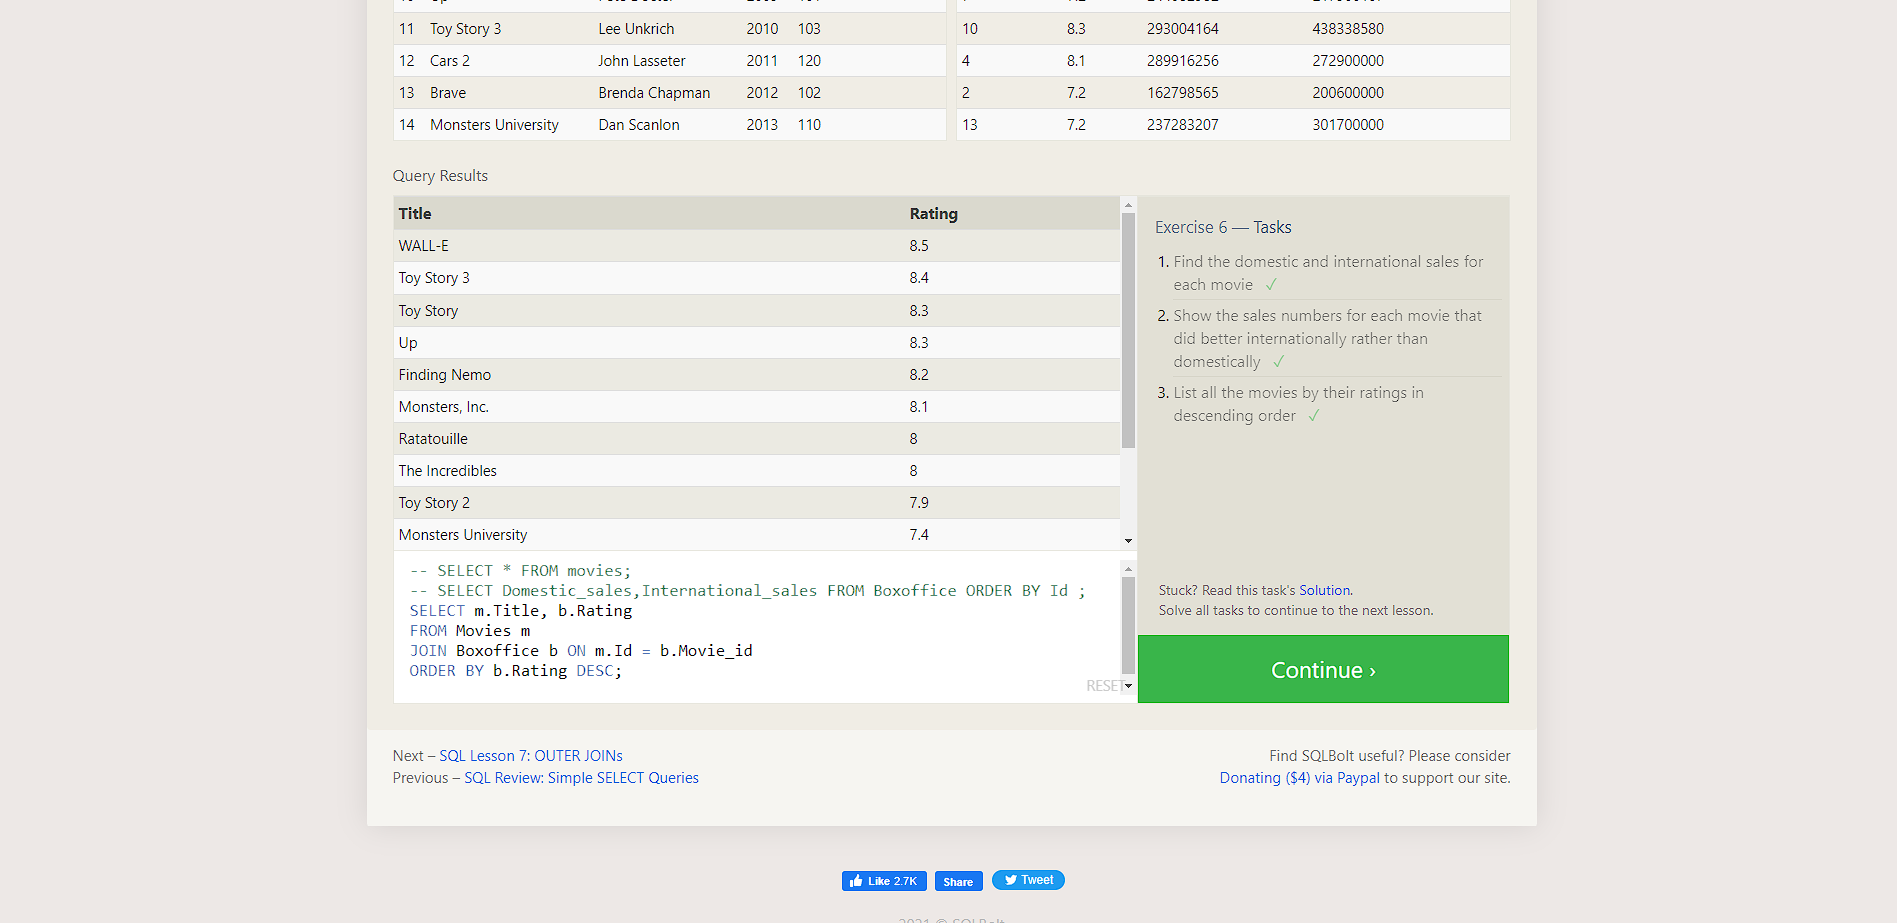 11 Toy Story 3 Lee Unkrich 2010 103
12 Cars 2 John Lasseter 2011 120
13 Brave Brenda Chapman 2012 102
14 Monsters University Dan Scanlon 2013 110
10 8.3 293004164 438338580
4 8.1 289916256 272900000
2 7.2 162798565 200600000
13 7.2 237283207 301700000
Query Results
Title Rating
WALL-E 8.5
Toy Story 3 8.4
Toy Story 8.3
Up 8.3
Finding Nemo 8.2
Monsters, Inc. 8.1
Ratatouille 8
The Incredibles 8
Toy Story 2 7.9
Monsters University 7.4
-- SELECT * FROM movies;
-- SELECT Domestic_sales,International_sales FROM Boxoffice ORDER BY Id ;
SELECT m.Title, b.Rating
FROM Movies m
JOIN Boxoffice b ON m.Id = b.Movie_id
ORDER BY b.Rating DESC;
RESET
Exercise 6 — Tasks
1. Find the domestic and international sales for
each movie ✓
2. Show the sales numbers for each movie that
did better internationally rather than
domestically ✓
3. List all the movies by their ratings in
descending order ✓
Stuck? Read this task's Solution.
Solve all tasks to continue to the next lesson.
Continue ›
Next – SQL Lesson 7: OUTER JOINs
Previous – SQL Review: Simple SELECT Queries
Find SQLBolt useful? Please consider
Donating ($4) via Paypal to support our site.
Like 2.7K
Share
Tweet